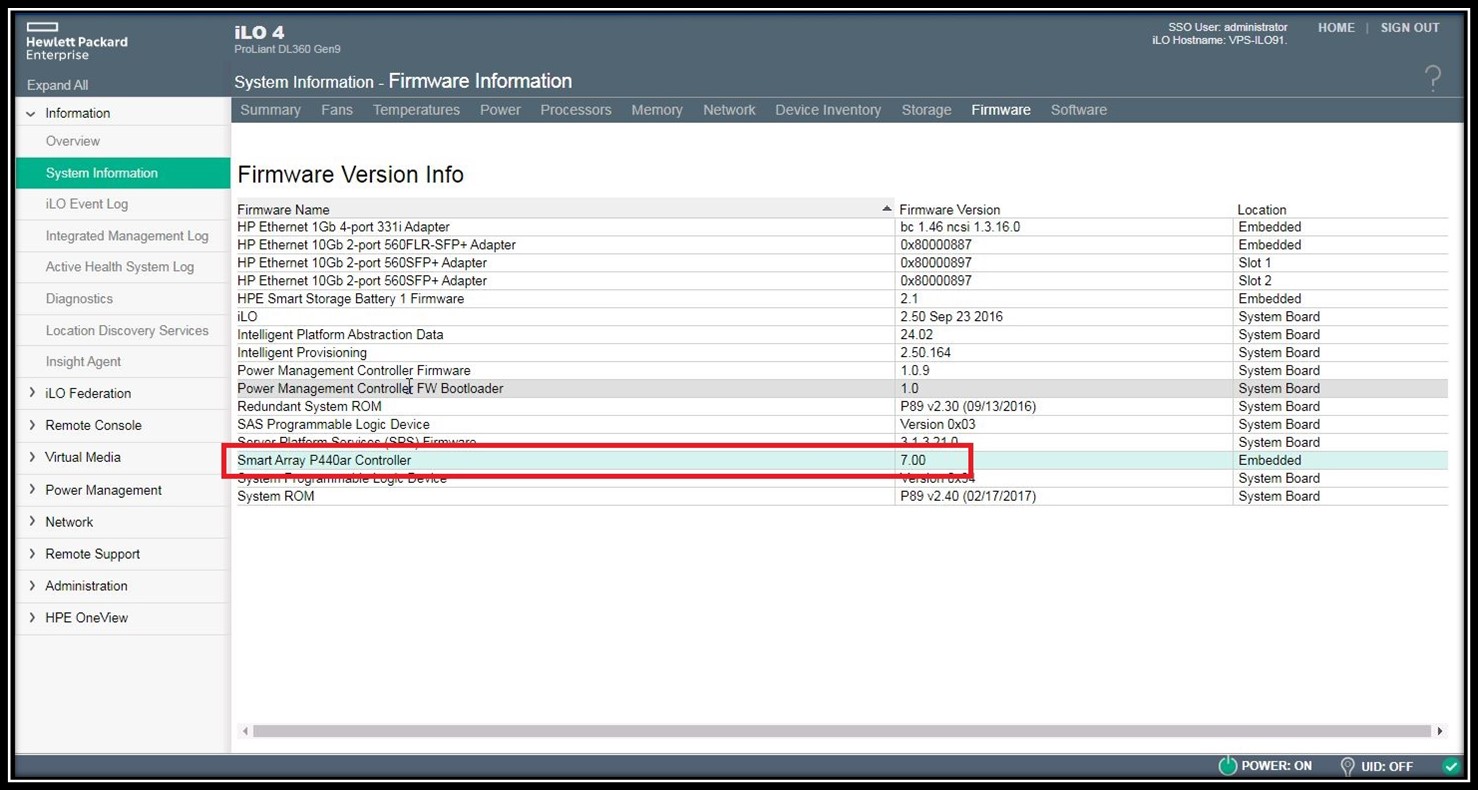 Hewlett Packard
Enterprise
iLO 4
ProLiant DL360 Gen9
SSO User: administrator
iLO Hostname: VPS-ILO91.
HOME | SIGN OUT
Expand All
System Information - Firmware Information
?
Summary Fans Temperatures Power Processors Memory Network Device Inventory Storage Firmware Software
Information
Overview
System Information
iLO Event Log
Integrated Management Log
Active Health System Log
Diagnostics
Location Discovery Services
Insight Agent
iLO Federation
Remote Console
Virtual Media
Power Management
Network
Remote Support
Administration
HPE OneView
Firmware Version Info
Firmware Name Firmware Version Location
HP Ethernet 1Gb 4-port 331i Adapter bc 1.46 ncsi 1.3.16.0 Embedded
HP Ethernet 10Gb 2-port 560FLR-SFP+ Adapter 0x80000887 Embedded
HP Ethernet 10Gb 2-port 560SFP+ Adapter 0x80000897 Slot 1
HP Ethernet 10Gb 2-port 560SFP+ Adapter 0x80000897 Slot 2
HPE Smart Storage Battery 1 Firmware 2.1 Embedded
iLO 2.50 Sep 23 2016 System Board
Intelligent Platform Abstraction Data 24.02 System Board
Intelligent Provisioning 2.50.164 System Board
Power Management Controller Firmware 1.0.9 System Board
Power Management Controller FW Bootloader 1.0 System Board
Redundant System ROM P89 v2.30 (09/13/2016) System Board
SAS Programmable Logic Device Version 0x03 System Board
Server Platform Services (SPS) Firmware 3.1.3.21.0 System Board
Smart Array P440ar Controller 7.00 Embedded
System Programmable Logic Device Version 0x34 System Board
System ROM P89 v2.40 (02/17/2017) System Board
POWER: ON UID: OFF